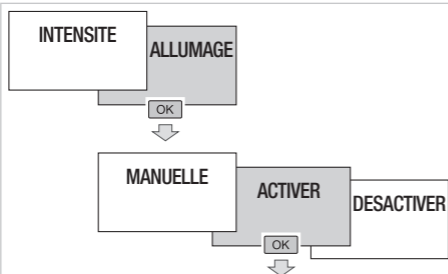 INTENSITE
ALLUMAGE
OK
MANUELLE
ACTIVER
DESACTIVER
OK